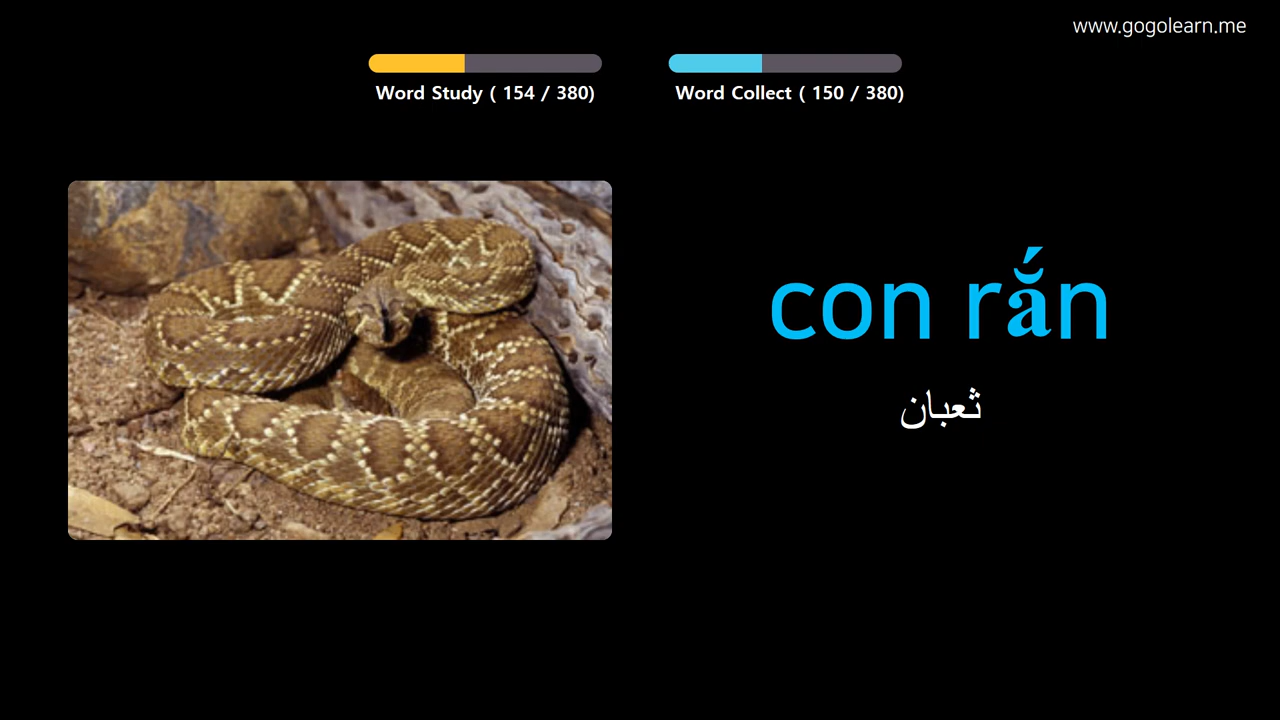 www.gogolearn.me
Word Study ( 154 / 380)
Word Collect ( 150 / 380)
con rắn
ثعبان